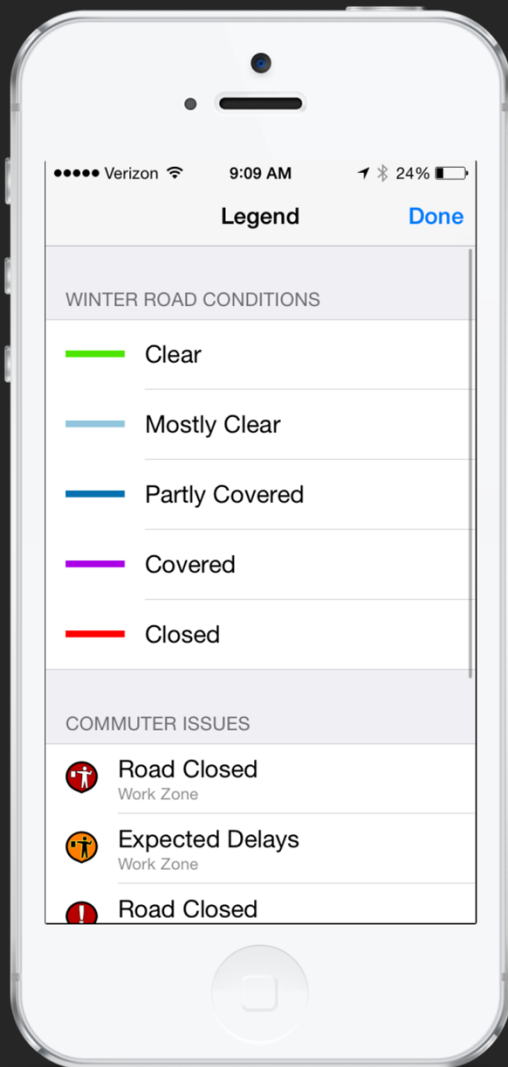 Verizon 9:09 AM 24%
Legend Done
WINTER ROAD CONDITIONS
Clear
Mostly Clear
Partly Covered
Covered
Closed
COMMUTER ISSUES
Road Closed
Work Zone
Expected Delays
Work Zone
! Road Closed